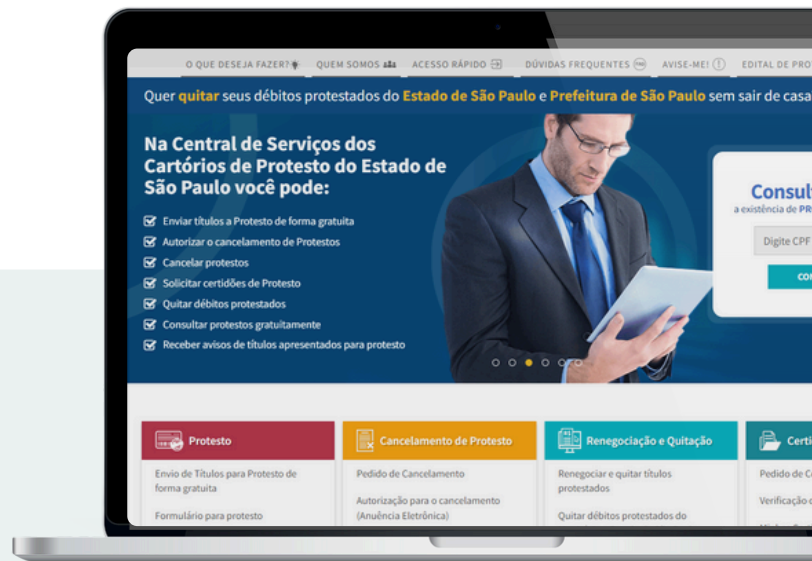 O QUE DESEJA FAZER?
QUEM SOMOS
ACESSO RÁPIDO
DÚVIDAS FREQUENTES
AVISE-ME!
EDITAL DE PRO
Quer quitar seus débitos protestados do Estado de São Paulo e Prefeitura de São Paulo sem sair de casa
Na Central de Serviços dos
Cartórios de Protesto do Estado de
São Paulo você pode:
Enviar títulos a Protesto de forma gratuita
Autorizar o cancelamento de Protestos
Cancelar protestos
Solicitar certidões de Protesto
Quitar débitos protestados
Consultar protestos gratuitamente
Receber avisos de títulos apresentados para protesto
Consul
a existência de PR
Digite CPF
CO
Protesto
Envio de Títulos para Protesto de
forma gratuita
Formulário para protesto
Cancelamento de Protesto
Pedido de Cancelamento
Autorização para o cancelamento
(Anuência Eletrônica)
Renegociação e Quitação
Renegociar e quitar títulos
protestados
Quitar débitos protestados do
Certi
Pedido de C
Verificação